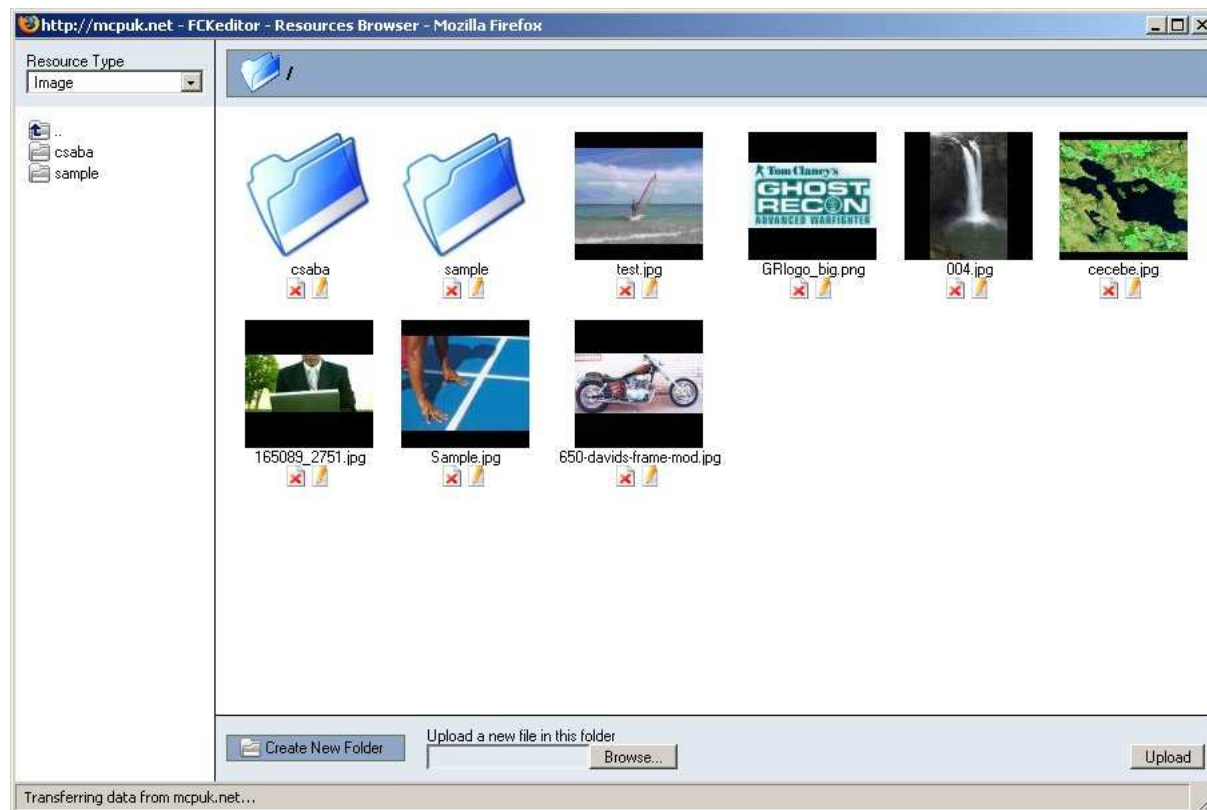 http://mcpuk.net - FCKeditor - Resources Browser - Mozilla Firefox
Resource Type
Image
/
..
csaba
sample
csaba
sample
test.jpg
GRlogo_big.png
004.jpg
cecebe.jpg
Tom Clancy's
GHOST
RECON
ADVANCED WARFIGHTER
165089_2751.jpg
Sample.jpg
650-davids-frame-mod.jpg
Create New Folder
Upload a new file in this folder
Browse...
Upload
Transferring data from mcpuk.net...